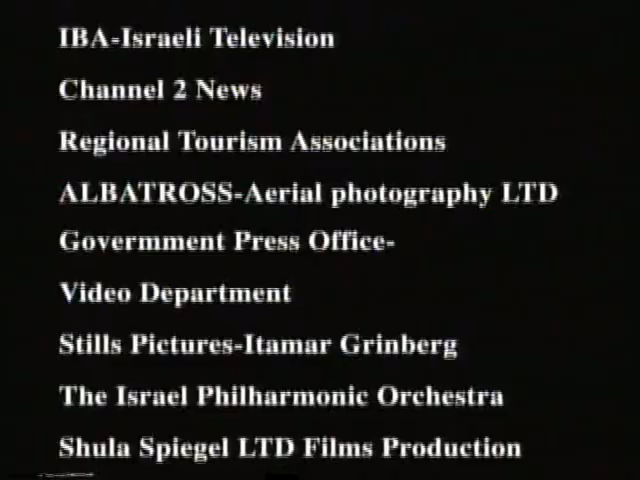 IBA-Israeli Television
Channel 2 News
Regional Tourism Associations
ALBATROSS-Aerial photography LTD
Govermment Press Office-
Video Department
Stills Pictures-Itamar Grinberg
The Israel Philharmonic Orchestra
Shula Spiegel LTD Films Production